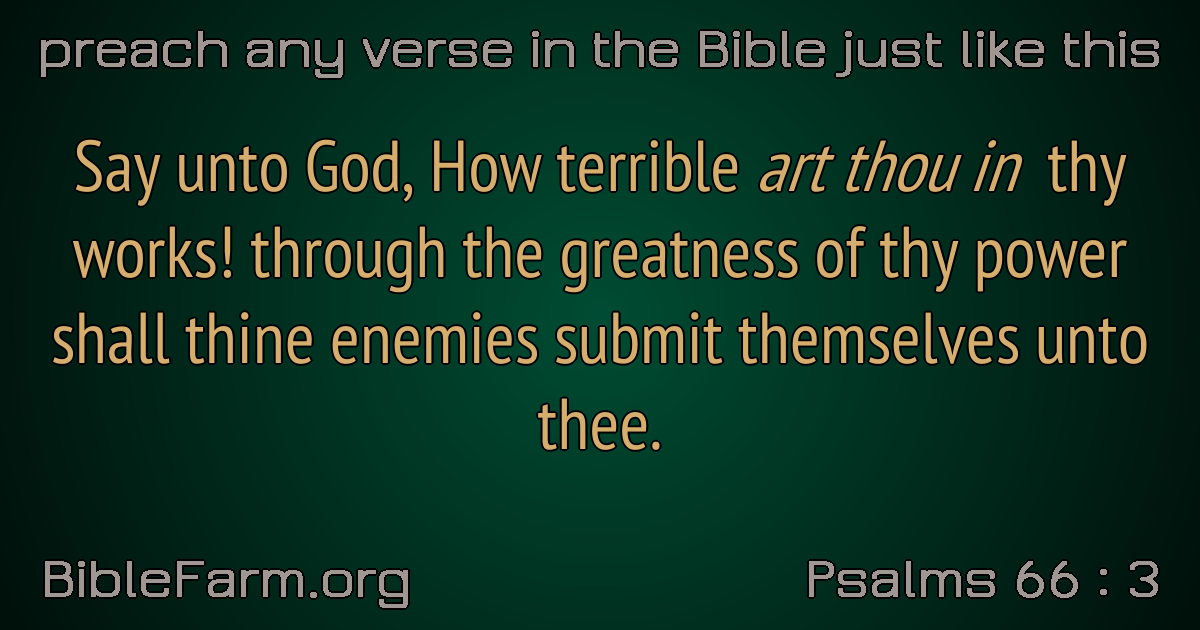 preach any verse in the Bible just like this
Say unto God, How terrible art thou in thy
works! through the greatness of thy power
shall thine enemies submit themselves unto
thee.
BibleFarm.org
Psalms 66 : 3